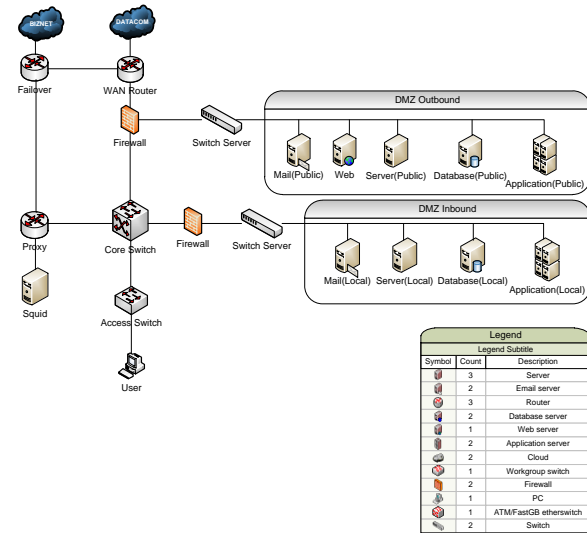 BIZNET
DATACOM
Failover
WAN Router
DMZ Outbound
Firewall
Switch Server
Mail(Public)
Web
Server(Public)
Database(Public)
Application(Public)
DMZ Inbound
Proxy
Core Switch
Firewall
Switch Server
Mail(Local)
Server(Local)
Database(Local)
Application(Local)
Squid
Access Switch
User
Legend
Legend Subtitle
Symbol Count Description
3 Server
2 Email server
3 Router
2 Database server
1 Web server
2 Application server
2 Cloud
1 Workgroup switch
2 Firewall
1 PC
1 ATM/FastGB etherswitch
2 Switch